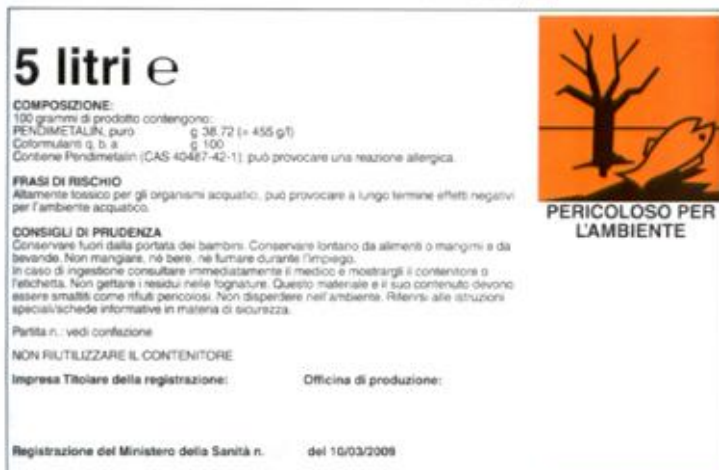 5 litri e
COMPOSIZIONE:
100 grammi di prodotto contengono:
PENDIMETALIN, puro g 38.72 (= 455 g/l)
Coformulanti q. b. a g 100
Contiene Pendimetalin (CAS 40487-42-1): può provocare una reazione allergica.
FRASI DI RISCHIO
Altamente tossico per gli organismi acquatici, può provocare a lungo termine effetti negativi
per l'ambiente acquatico.
CONSIGLI DI PRUDENZA
Conservare fuori dalla portata dei bambini. Conservare lontano da alimenti o mangimi e da
bevande. Non mangiare, né bere, né fumare durante l'impiego.
In caso di ingestione consultare immediatamente il medico e mostrargli il contenitore o
l'etichetta. Non gettare i residui nelle fognature. Questo materiale e il suo contenuto devono
essere smaltiti come rifiuti pericolosi. Non disperdere nell'ambiente. Riferirsi alle istruzioni
speciali/schede informative in materia di sicurezza.
Partita n.: vedi confezione
NON RIUTILIZZARE IL CONTENITORE
Impresa Titolare della registrazione: Officina di produzione:
Registrazione del Ministero della Sanità n. del 10/03/2009
PERICOLOSO PER
L'AMBIENTE